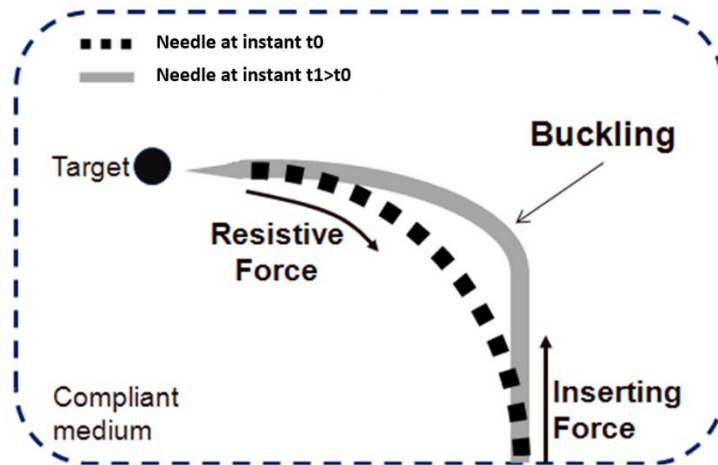 Needle at instant t0
Needle at instant t1>t0
Buckling
Target
Resistive
Force
Inserting
Force
Compliant
medium